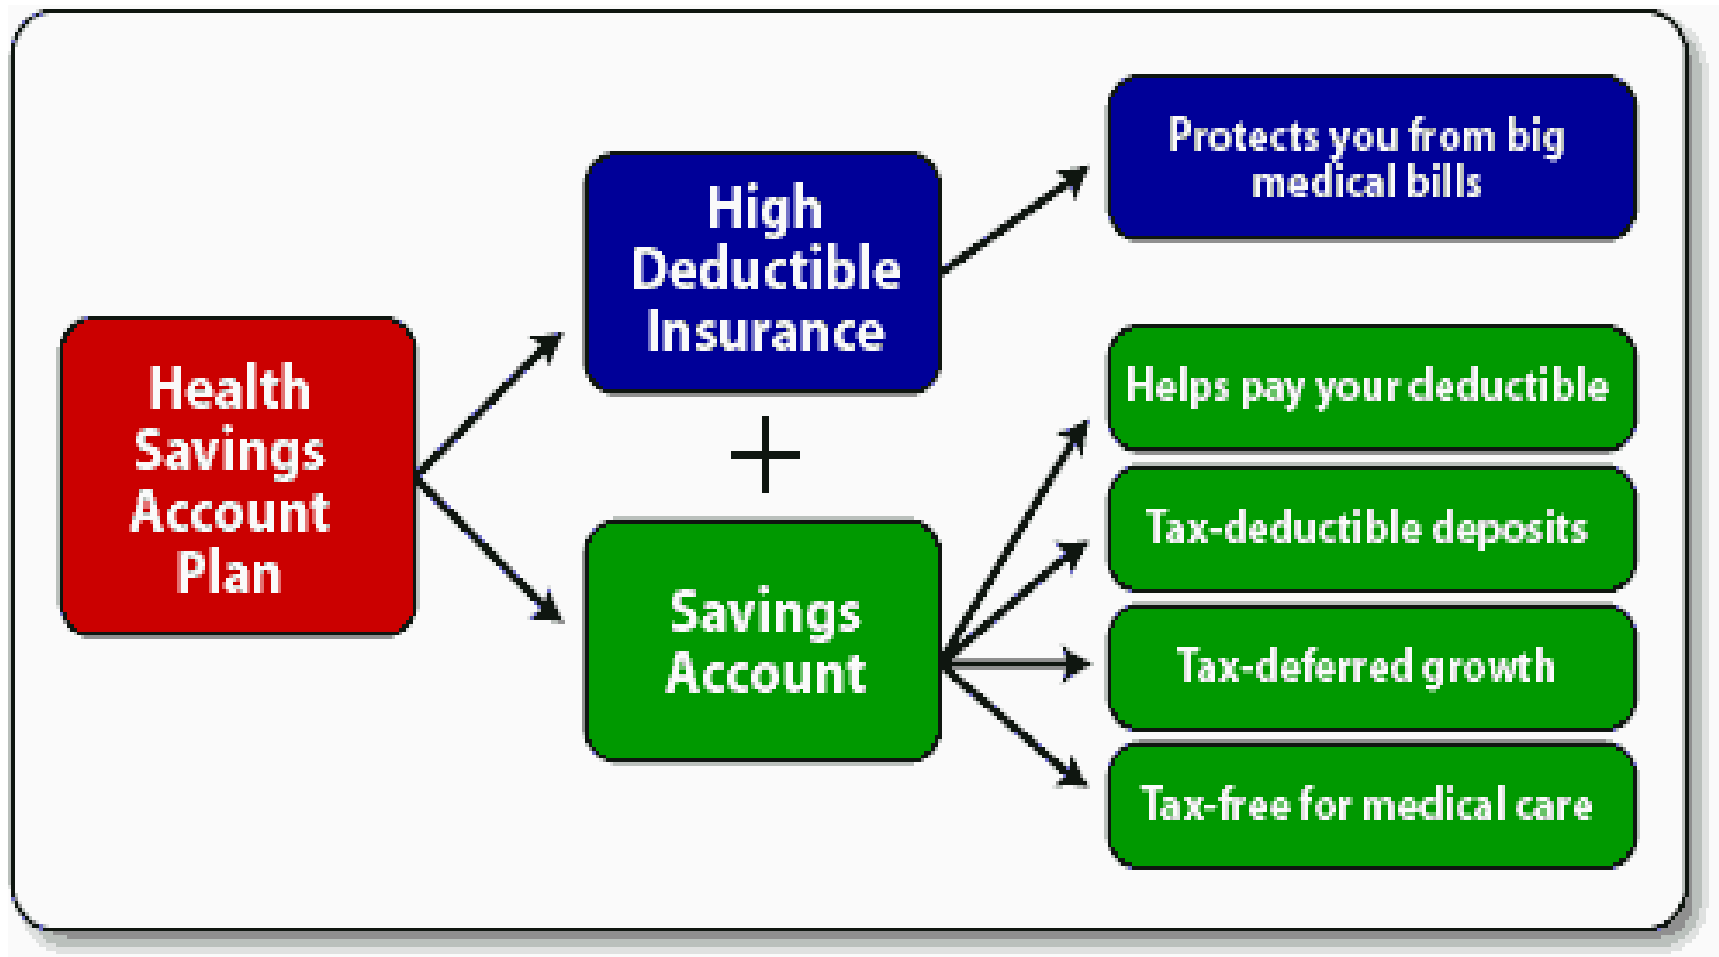 Health
Savings
Account
Plan
High
Deductible
Insurance
+
Savings
Account
Protects you from big
medical bills
Helps pay your deductible
Tax-deductible deposits
Tax-deferred growth
Tax-free for medical care